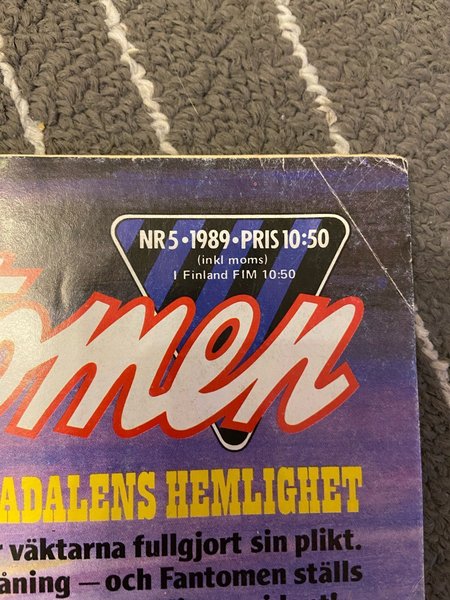 NR 5 • 1989 • PRIS 10:50
(inkl moms)
I Finland FIM 10:50
tomen
ADALENS HEMLIGHET
väktarna fullgjort sin plikt.
åning – och Fantomen ställs